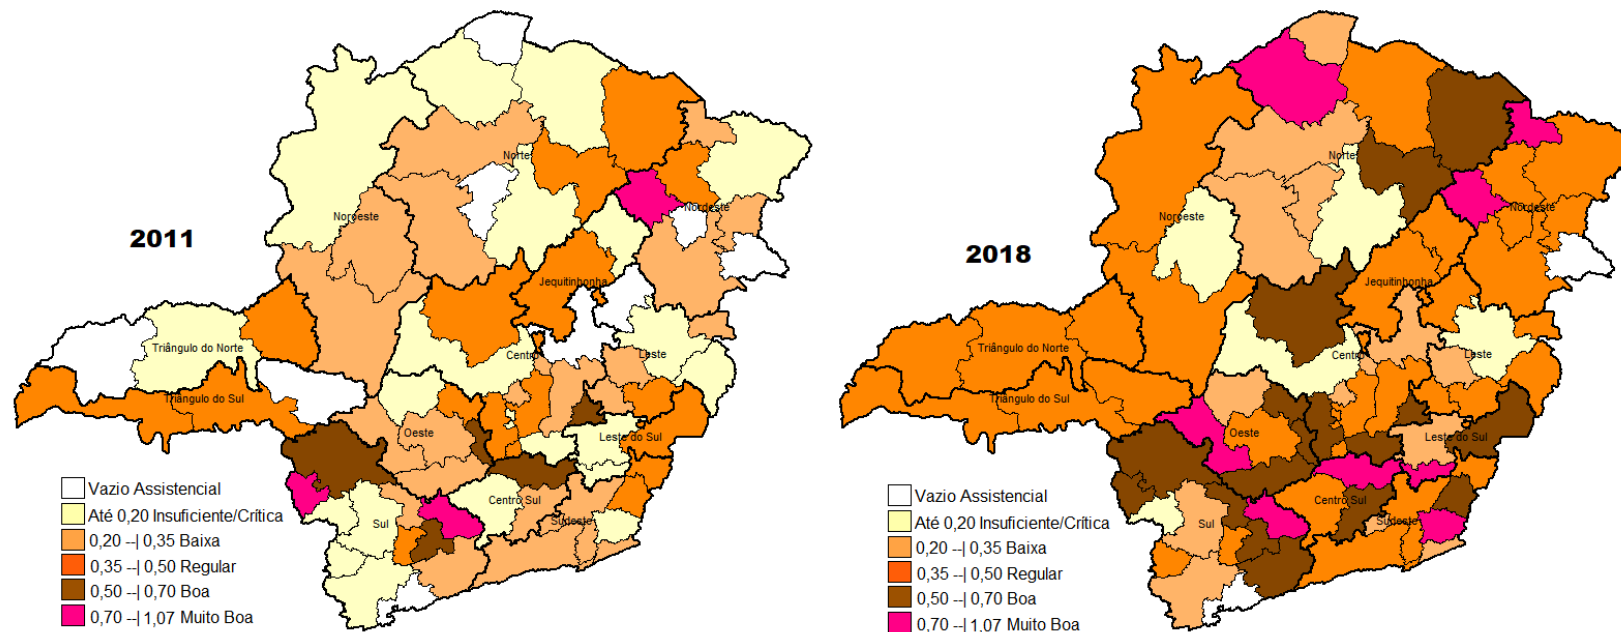 2011
Norte
Noroeste
Nordeste
Jequitinhonha
Triângulo do Norte
Centro
Leste
Triângulo do Sul
Oeste
Leste do Sul
Centro Sul
Sul
Sudeste
Vazio Assistencial
Até 0,20 Insuficiente/Crítica
0,20 --| 0,35 Baixa
0,35 --| 0,50 Regular
0,50 --| 0,70 Boa
0,70 --| 1,07 Muito Boa
2018
Norte
Noroeste
Nordeste
Jequitinhonha
Triângulo do Norte
Centro
Leste
Triângulo do Sul
Oeste
Leste do Sul
Centro Sul
Sul
Sudeste
Vazio Assistencial
Até 0,20 Insuficiente/Crítica
0,20 --| 0,35 Baixa
0,35 --| 0,50 Regular
0,50 --| 0,70 Boa
0,70 --| 1,07 Muito Boa